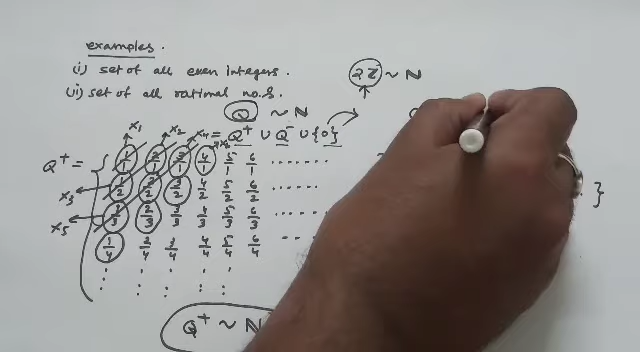 examples.
(i) set of all even integers.
2ℤ ~ ℕ
(ii) set of all rational no.s.
Q ~ ℕ
= Q⁺ ∪ Q⁻ ∪ {0}
x₁ x₂ x₄
Q⁺ = { 1/1 2/1 3/1 4/1 5/1 6/1 .......
x₃ 1/2 2/2 3/2 4/2 5/2 6/2 .......
x₅ 1/3 2/3 3/3 4/3 5/3 6/3 .......
1/4 2/4 3/4 4/4 5/4 6/4 ...
Q⁺ ~ ℕ
}